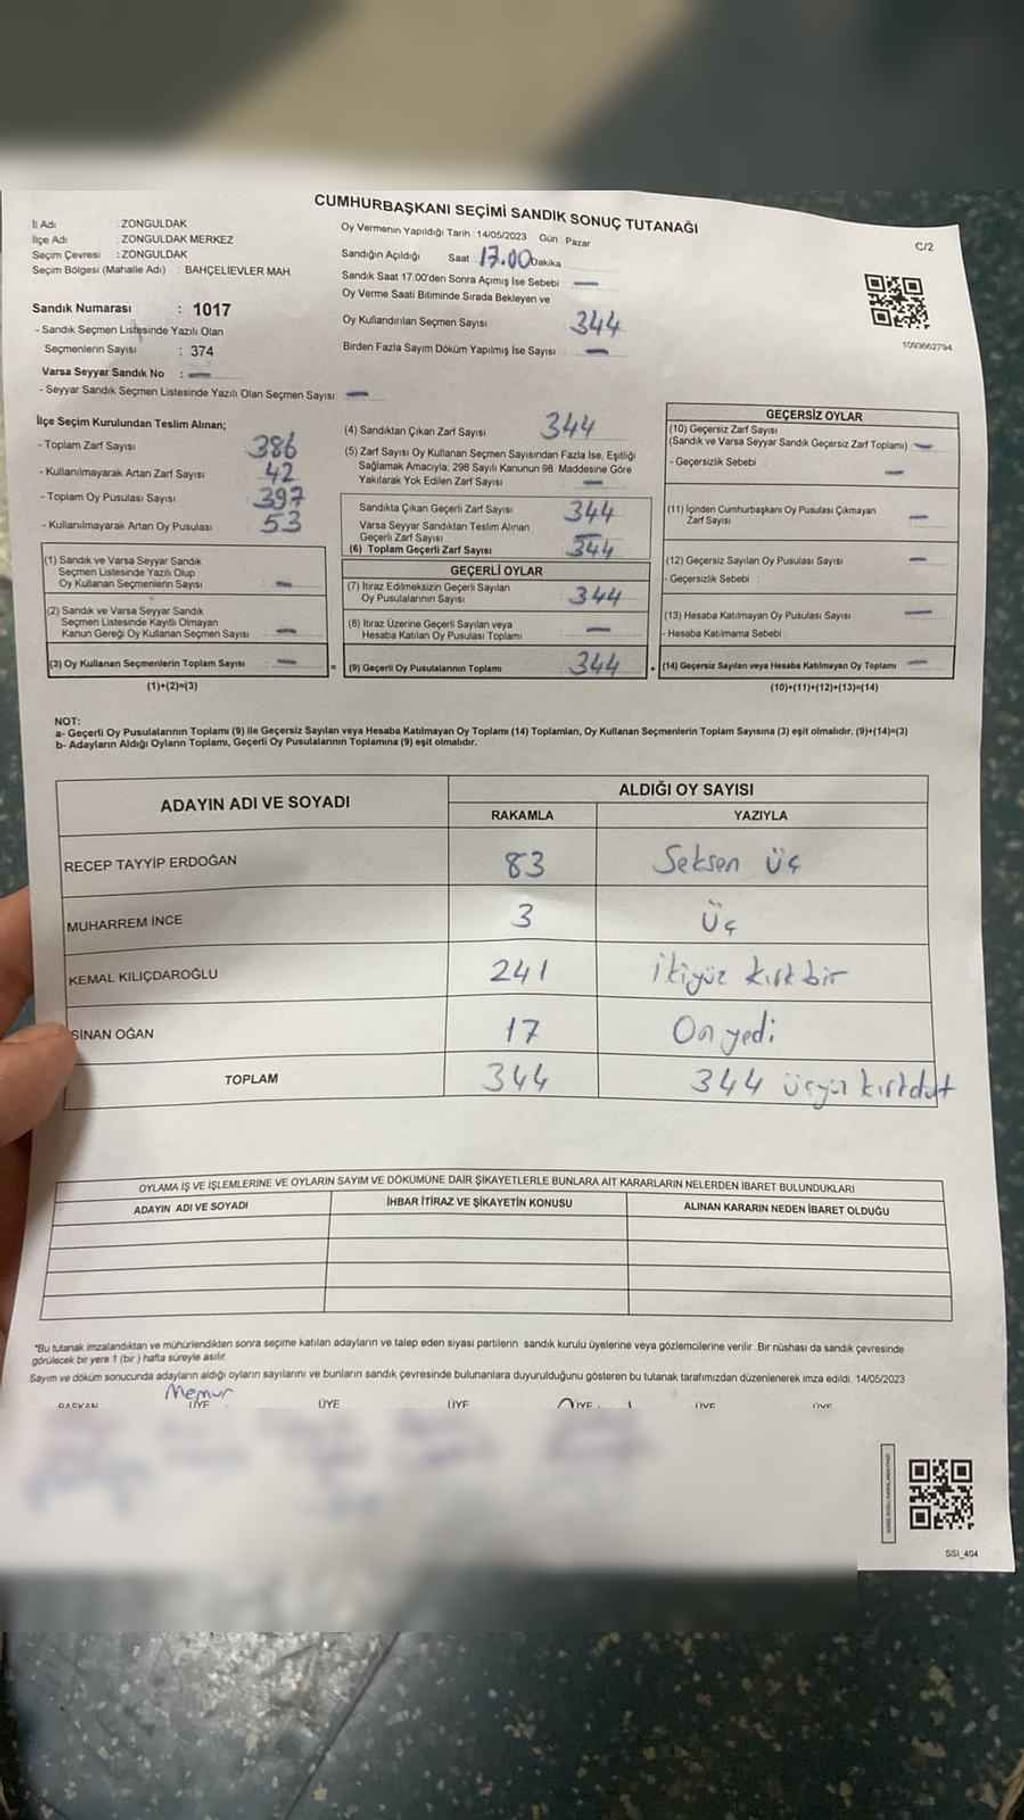 CUMHURBAŞKANI SEÇİMİ SANDIK SONUÇ TUTANAĞI
C/2
İl Adı : ZONGULDAK
İlçe Adı : ZONGULDAK MERKEZ
Seçim Çevresi : ZONGULDAK
Seçim Bölgesi (Mahalle Adı) : BAHÇELİEVLER MAH.
Sandık Numarası : 1017
- Sandık Seçmen Listesinde Yazılı Olan
Seçmenlerin Sayısı : 374
Varsa Seyyar Sandık No : —
- Seyyar Sandık Seçmen Listesinde Yazılı Olan Seçmen Sayısı : —
Oy Vermenin Yapıldığı Tarih : 14/05/2023 Gün : Pazar
Sandığın Açıldığı Saat : 17.00 Dakika
Sandık Saat 17.00'den Sonra Açımış İse Sebebi —
Oy Verme Saati Bitiminde Sırada Bekleyen ve
Oy Kullandırılan Seçmen Sayısı 344
Birden Fazla Sayım Döküm Yapılmış İse Sayısı —
1093662794
İlçe Seçim Kurulundan Teslim Alınan;
- Toplam Zarf Sayısı 386
- Kullanılmayarak Artan Zarf Sayısı 42
- Toplam Oy Pusulası Sayısı 397
- Kullanılmayarak Artan Oy Pusulası 53
(1) Sandık ve Varsa Seyyar Sandık
Seçmen Listesinde Yazılı Olup
Oy Kullanan Seçmenlerin Sayısı —
(2) Sandık ve Varsa Seyyar Sandık
Seçmen Listesinde Kayıtlı Olmayan
Kanun Gereği Oy Kullanan Seçmen Sayısı —
(3) Oy Kullanan Seçmenlerin Toplam Sayısı —
(1)+(2)=(3)
(4) Sandıktan Çıkan Zarf Sayısı 344
(5) Zarf Sayısı Oy Kullanan Seçmen Sayısından Fazla İse, Eşitliği
Sağlamak Amacıyla, 298 Sayılı Kanunun 98. Maddesine Göre
Yakılarak Yok Edilen Zarf Sayısı —
Sandıkta Çıkan Geçerli Zarf Sayısı 344
Varsa Seyyar Sandıktan Teslim Alınan
Geçerli Zarf Sayısı —
(6) Toplam Geçerli Zarf Sayısı 344
GEÇERLİ OYLAR
(7) İtiraz Edilmeksizin Geçerli Sayılan
Oy Pusulalarının Sayısı 344
(8) İtiraz Üzerine Geçerli Sayılan veya
Hesaba Katılan Oy Pusulası Toplamı —
(9) Geçerli Oy Pusulalarının Toplamı 344
GEÇERSİZ OYLAR
(10) Geçersiz Zarf Sayısı
(Sandık ve Varsa Seyyar Sandık Geçersiz Zarf Toplamı) —
- Geçersizlik Sebebi —
(11) İçinden Cumhurbaşkanı Oy Pusulası Çıkmayan
Zarf Sayısı —
(12) Geçersiz Sayılan Oy Pusulası Sayısı —
- Geçersizlik Sebebi :
(13) Hesaba Katılmayan Oy Pusulası Sayısı —
- Hesaba Katılmama Sebebi
(14) Geçersiz Sayılan veya Hesaba Katılmayan Oy Toplamı —
(10)+(11)+(12)+(13)=(14)
NOT:
a- Geçerli Oy Pusulalarının Toplamı (9) ile Geçersiz Sayılan veya Hesaba Katılmayan Oy Toplamı (14) Toplamları, Oy Kullanan Seçmenlerin Toplam Sayısına (3) eşit olmalıdır. (9)+(14)=(3)
b- Adayların Aldığı Oyların Toplamı, Geçerli Oy Pusulalarının Toplamına (9) eşit olmalıdır.
ADAYIN ADI VE SOYADI ALDIĞI OY SAYISI
RAKAMLA YAZIYLA
RECEP TAYYİP ERDOĞAN 83 Seksen üç
MUHARREM İNCE 3 Üç
KEMAL KILIÇDAROĞLU 241 ikiyüz kırk bir
SİNAN OĞAN 17 On yedi
TOPLAM 344 344 üçyüz kırkdört
OYLAMA İŞ VE İŞLEMLERİNE VE OYLARIN SAYIM VE DÖKÜMÜNE DAİR ŞİKAYETLERLE BUNLARA AİT KARARLARIN NELERDEN İBARET BULUNDUKLARI
ADAYIN ADI VE SOYADI İHBAR İTİRAZ VE ŞİKAYETİN KONUSU ALINAN KARARIN NEDEN İBARET OLDUĞU
"Bu tutanak imzalandıktan ve mühürlendikten sonra seçime katılan adayların ve talep eden siyasi partilerin sandık kurulu üyelerine veya gözlemcilerine verilir. Bir nüshası da sandık çevresinde
görülecek bir yere 1 (bir) hafta süreyle asılır.
Sayım ve döküm sonucunda adayların aldığı oyların sayılarını ve bunların sandık çevresinde bulunanlara duyurulduğunu gösteren bu tutanak tarafımızdan düzenlenerek imza edildi. 14/05/2023
Memur
BAŞKAN ÜYE ÜYE ÜYE ÜYE ÜYE ÜYE
SSI_404